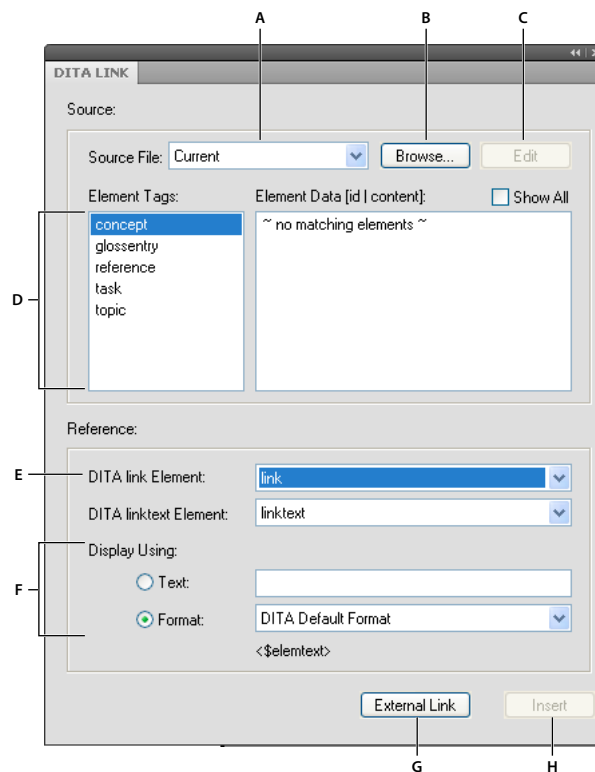 A B C
DITA LINK
Source:
Source File: Current Browse... Edit
Element Tags: Element Data [id | content]: Show All
concept ~ no matching elements ~
glossentry
reference
task
topic
D
Reference:
E DITA link Element: link
DITA linktext Element: linktext
Display Using:
F Text:
Format: DITA Default Format
<$elemtext>
External Link Insert
G H